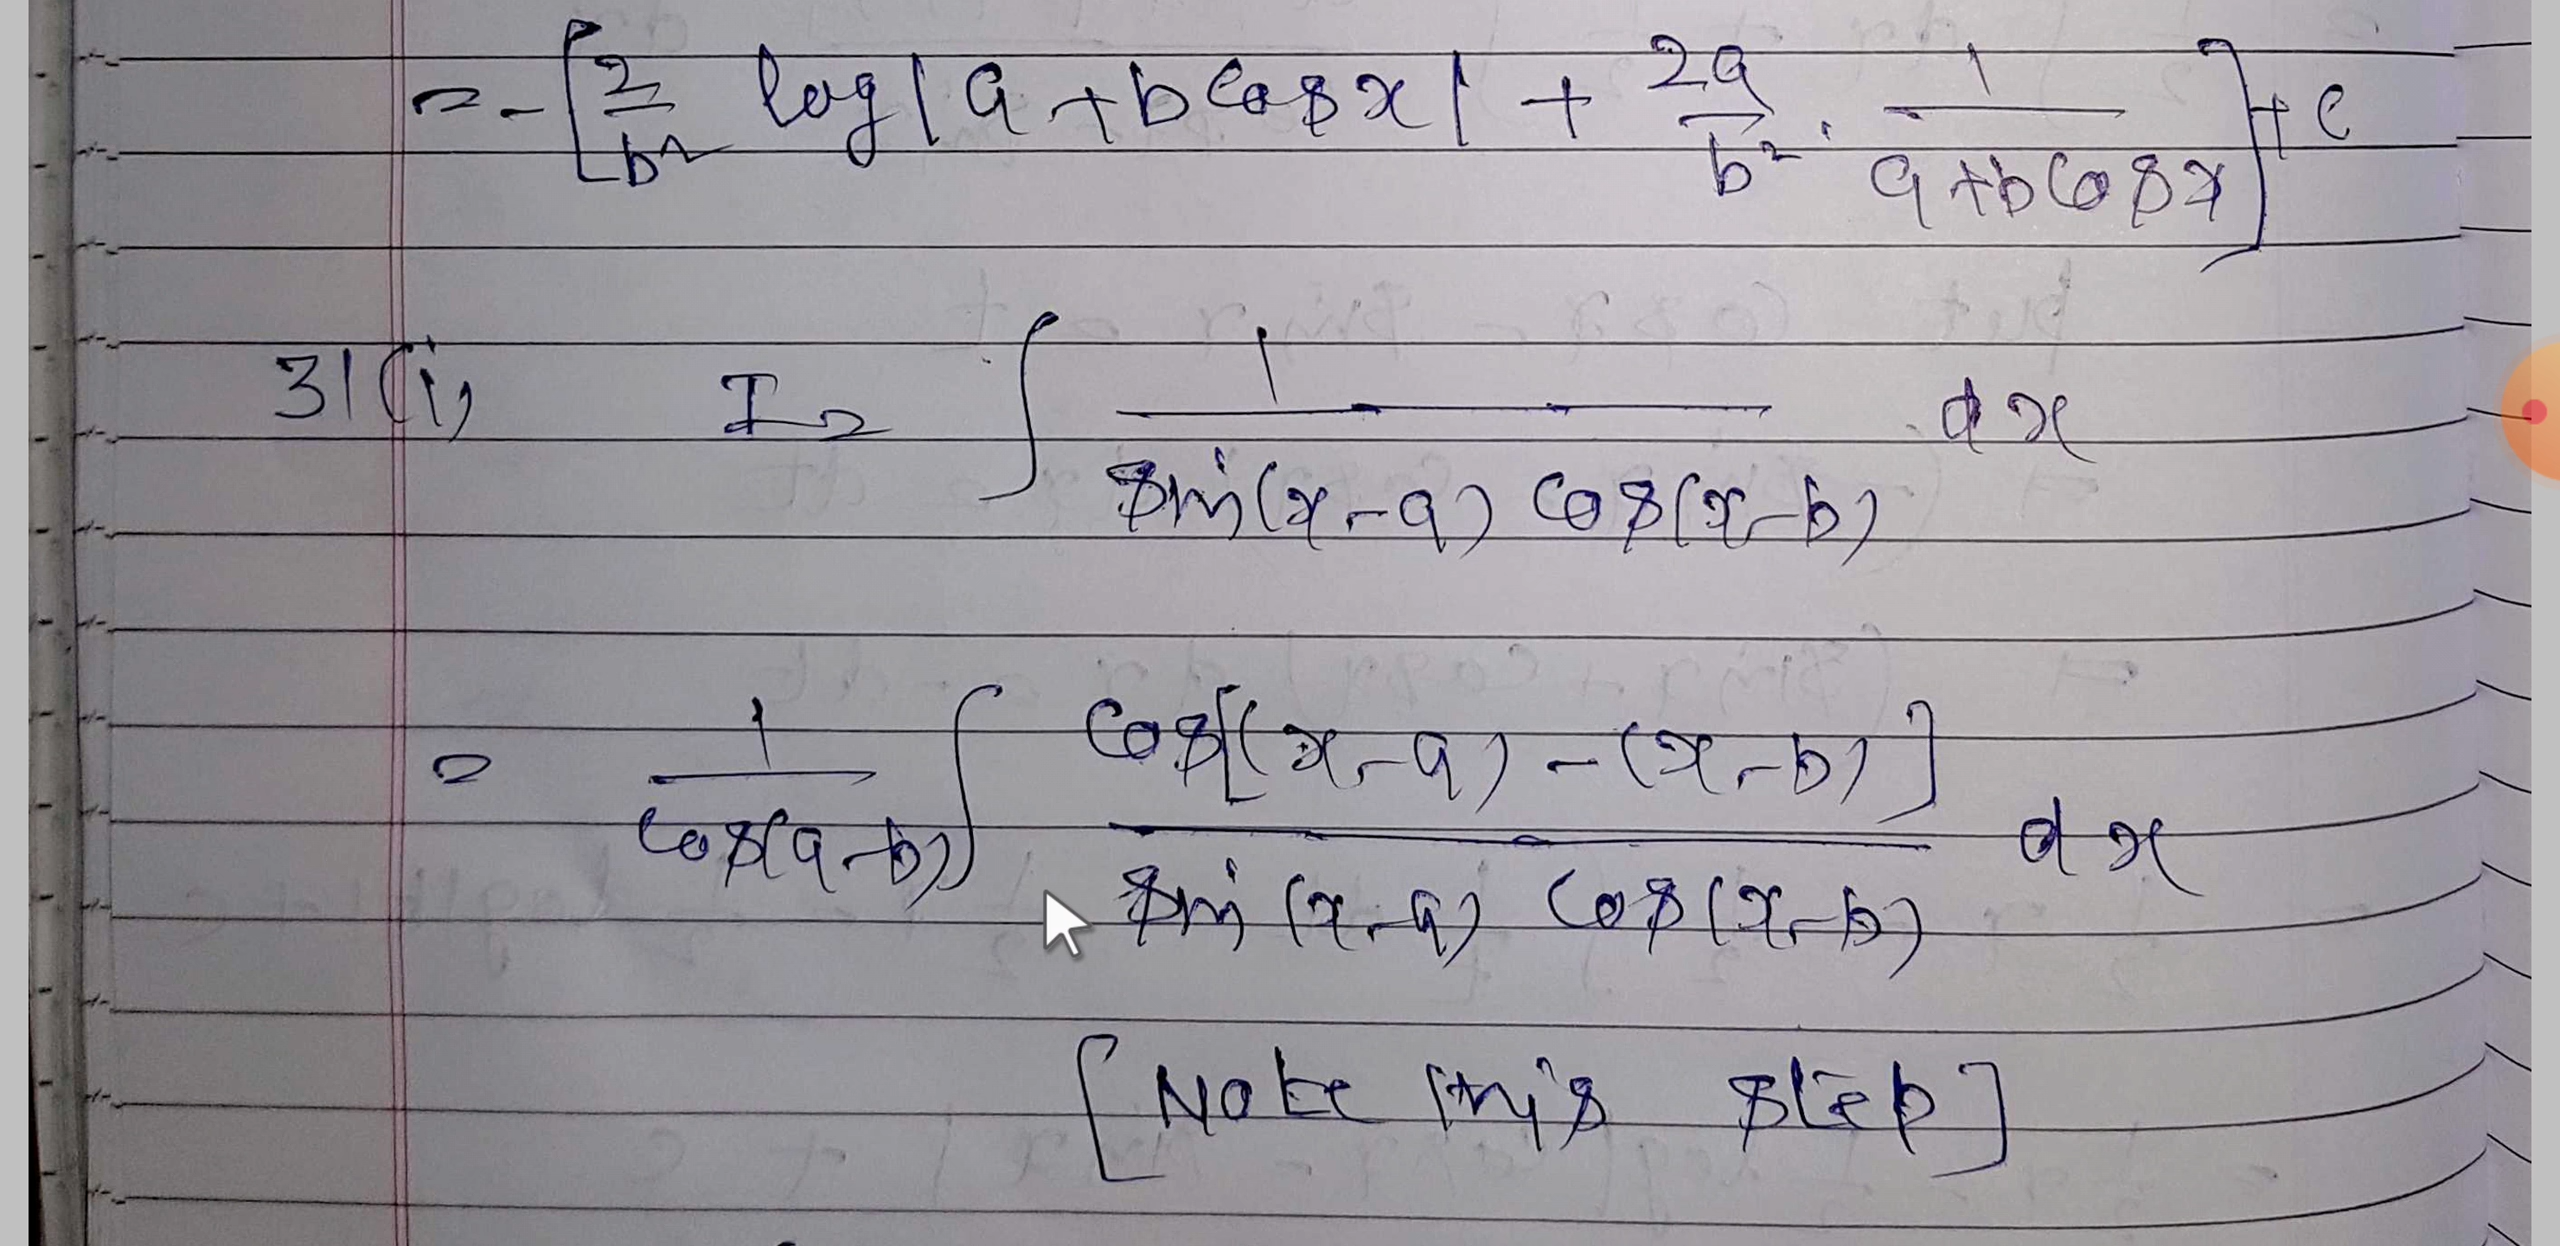 = -[2/b² log|a+b cos x| + 2a/b² · 1/(a+b cos x)] + c
31(i) I = ∫ 1/(sin(x-a) cos(x-b)) dx
= 1/cos(a-b) ∫ cos[(x-a)-(x-b)]/(sin(x-a) cos(x-b)) dx
[Note this step]